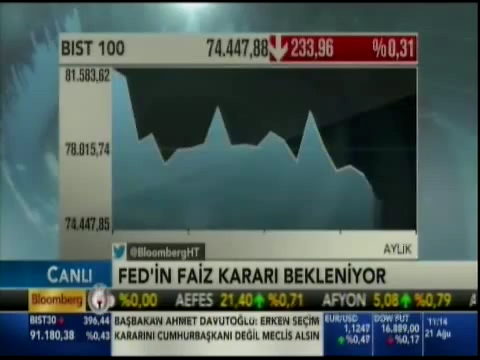 BIST 100 74.447,88 233,96 %0,31
81.583,62
78.815,74
74.447,85
@BloombergHT
AYLIK
CANLI FED'İN FAİZ KARARI BEKLENİYOR
Bloomberg HT %0,00 AEFES 21,40 %0,71 AFYON 5,08 %0,79
BIST30 396,44
91.180,38 %0,43
BAŞBAKAN AHMET DAVUTOĞLU: ERKEN SEÇİM
KARARINI CUMHURBAŞKANI DEĞİL MECLİS ALSIN
EUR/USD
1,1247
%0,47
DOW FUT
16.889,00
%0,17
11:14
21 Ağu